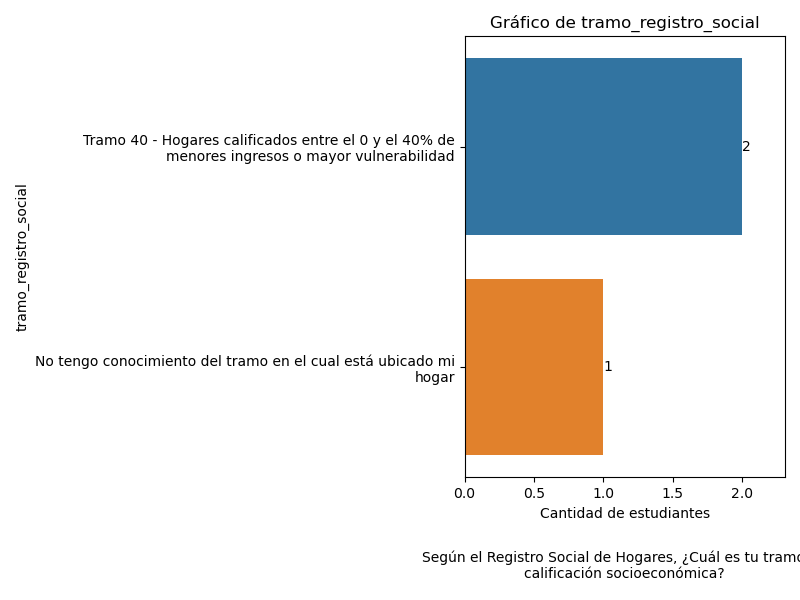 Gráfico de tramo_registro_social
Tramo 40 - Hogares calificados entre el 0 y el 40% de
menores ingresos o mayor vulnerabilidad
2
tramo_registro_social
No tengo conocimiento del tramo en el cual está ubicado mi
hogar
1
0.0 0.5 1.0 1.5 2.0
Cantidad de estudiantes
Según el Registro Social de Hogares, ¿Cuál es tu tramo
calificación socioeconómica?